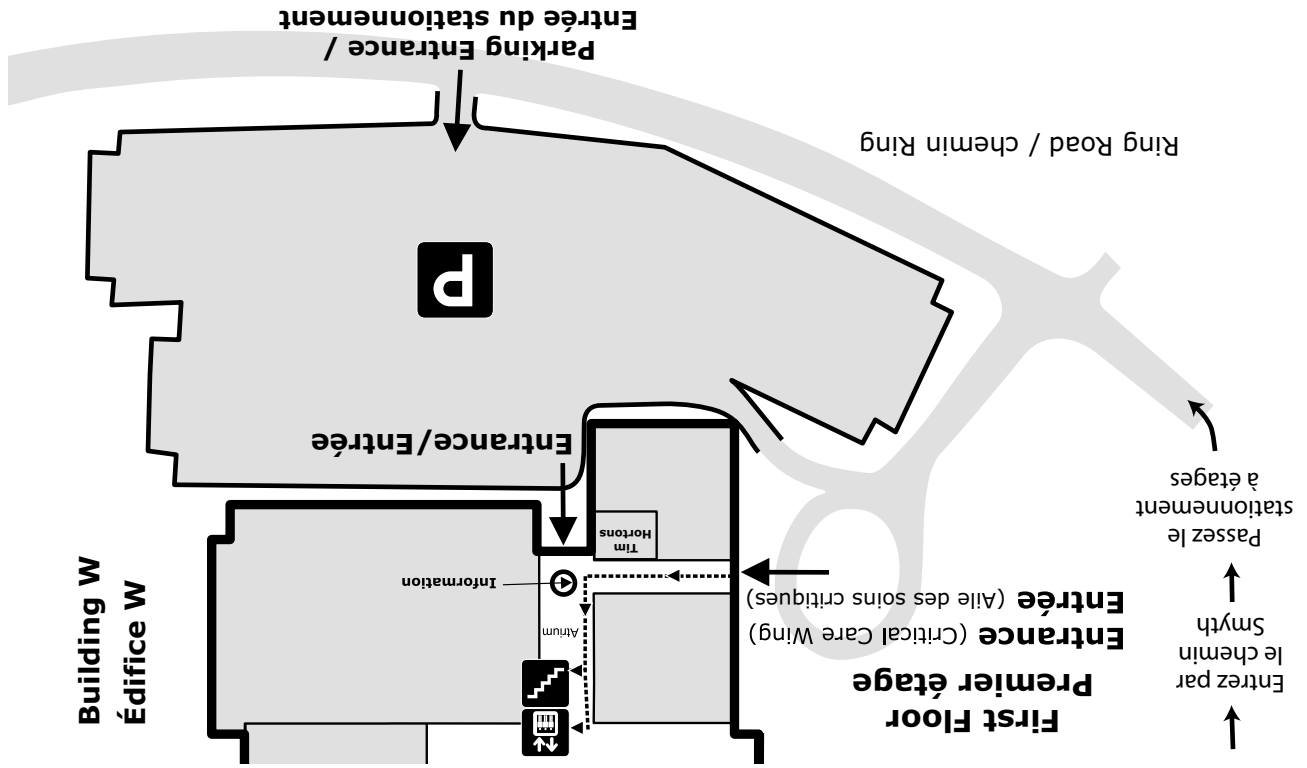 Entrez par
le chemin
Smyth
Passez le
stationnement
à étages
First Floor
Premier étage
Entrance (Critical Care Wing)
Entrée (Aile des soins critiques)
Atrium
Information
Tim
Hortons
Building W
Édifice W
Entrance/Entrée
P
Ring Road / chemin Ring
Parking Entrance /
Entrée du stationnement